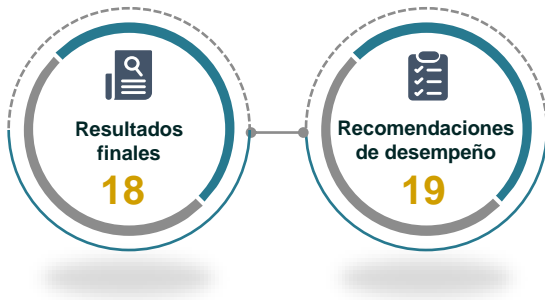 Resultados
finales
18
Recomendaciones
de desempeño
19